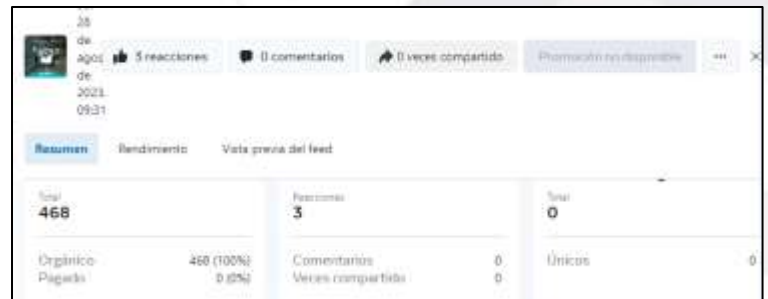 28
de
agos
de
2023,
09:31
3 reacciones
0 comentarios
0 veces compartido
Promoción no disponible
Resumen
Rendimiento
Vista previa del feed
Total
468
Orgánico 468 (100%)
Pagado 0 (0%)
Reacciones
3
Comentarios 0
Veces compartido 0
Total
0
Únicos 0